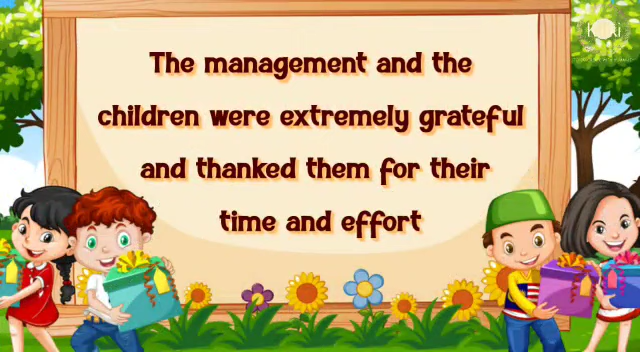 The management and the
children were extremely grateful
and thanked them for their
time and effort